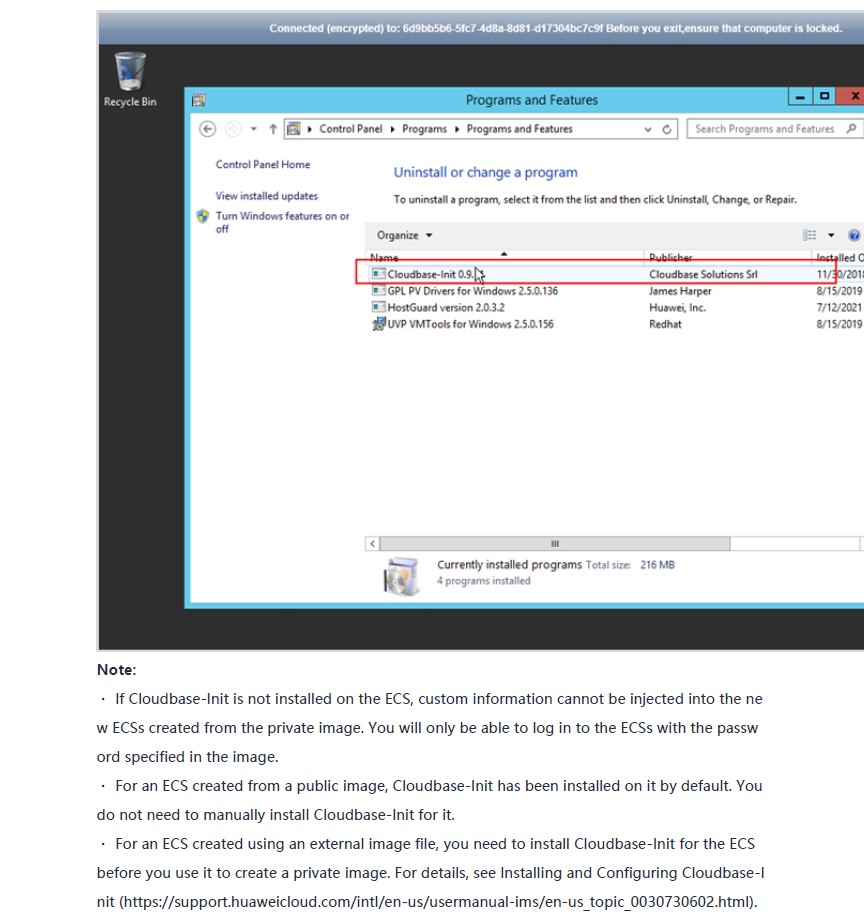 Connected (encrypted) to: 6d9bb5b6-5fc7-4d8a-8d81-d17304bc7c9f Before you exit,ensure that computer is locked.
Recycle Bin
Programs and Features
Control Panel Programs Programs and Features
Search Programs and Features
Control Panel Home
View installed updates
Turn Windows features on or
off
Uninstall or change a program
To uninstall a program, select it from the list and then click Uninstall, Change, or Repair.
Organize
Name Publisher Installed O
Cloudbase-Init Cloudbase Solutions Srl 11/30/2018
GPL PV Drivers for Windows 2.5.0.136 James Harper 8/15/2019
HostGuard version 2.0.3.2 Huawei, Inc. 7/12/2021
UVP VMTools for Windows 2.5.0.156 Redhat 8/15/2019
Currently installed programs Total size: 216 MB
4 programs installed
Note:
· If Cloudbase-Init is not installed on the ECS, custom information cannot be injected into the ne
w ECSs created from the private image. You will only be able to log in to the ECSs with the passw
ord specified in the image.
· For an ECS created from a public image, Cloudbase-Init has been installed on it by default. You
do not need to manually install Cloudbase-Init for it.
· For an ECS created using an external image file, you need to install Cloudbase-Init for the ECS
before you use it to create a private image. For details, see Installing and Configuring Cloudbase-I
nit (https://support.huaweicloud.com/intl/en-us/usermanual-ims/en-us_topic_0030730602.html).